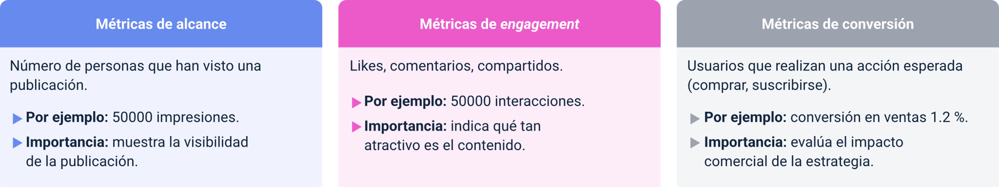 Métricas de alcance
Número de personas que han visto una
publicación.
Por ejemplo: 50000 impresiones.
Importancia: muestra la visibilidad
de la publicación.
Métricas de engagement
Likes, comentarios, compartidos.
Por ejemplo: 50000 interacciones.
Importancia: indica qué tan
atractivo es el contenido.
Métricas de conversión
Usuarios que realizan una acción esperada
(comprar, suscribirse).
Por ejemplo: conversión en ventas 1.2 %.
Importancia: evalúa el impacto
comercial de la estrategia.